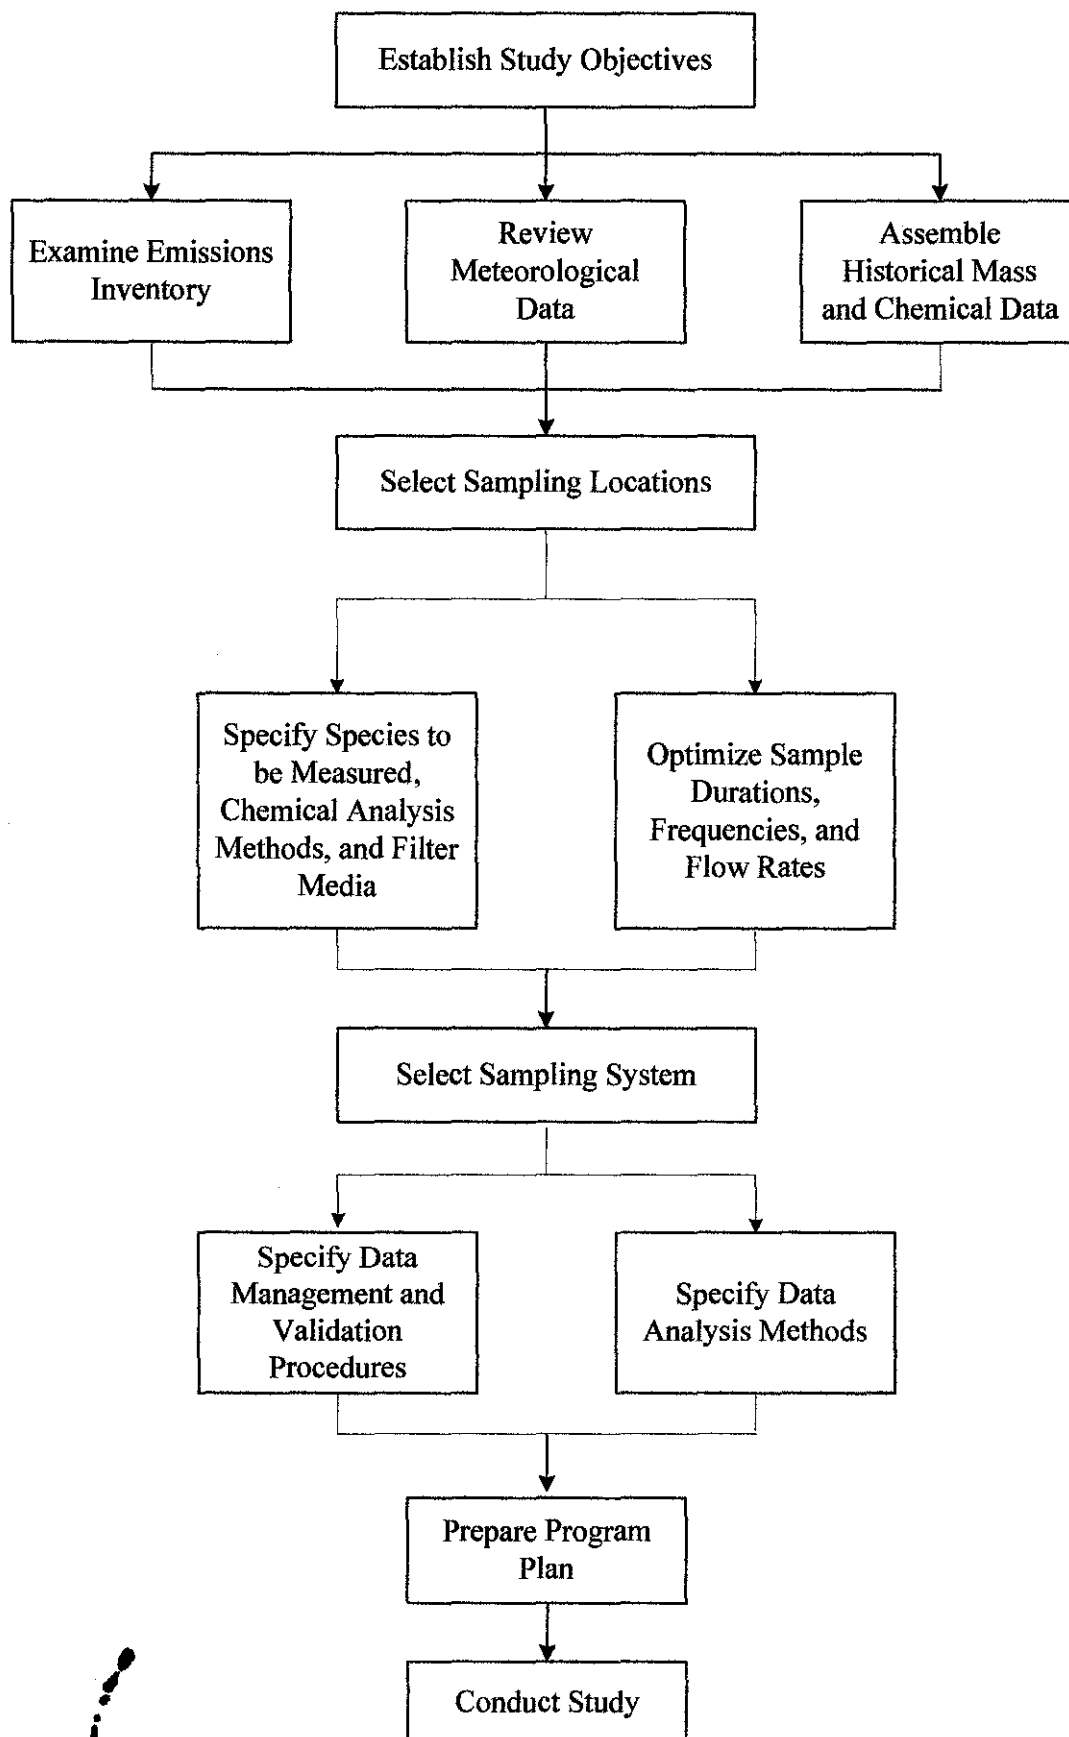 Establish Study Objectives
Examine Emissions
Inventory
Review
Meteorological
Data
Assemble
Historical Mass
and Chemical Data
Select Sampling Locations
Specify Species to
be Measured,
Chemical Analysis
Methods, and Filter
Media
Optimize Sample
Durations,
Frequencies, and
Flow Rates
Select Sampling System
Specify Data
Management and
Validation
Procedures
Specify Data
Analysis Methods
Prepare Program
Plan
Conduct Study